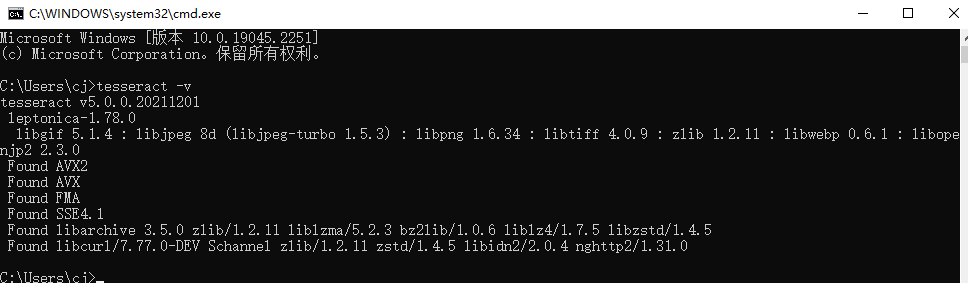 C:\WINDOWS\system32\cmd.exe
Microsoft Windows [版本 10.0.19045.2251]
(c) Microsoft Corporation。保留所有权利。
C:\Users\cj>tesseract -v
tesseract v5.0.0.20211201
leptonica-1.78.0
libgif 5.1.4 : libjpeg 8d (libjpeg-turbo 1.5.3) : libpng 1.6.34 : libtiff 4.0.9 : zlib 1.2.11 : libwebp 0.6.1 : libope
njp2 2.3.0
Found AVX2
Found AVX
Found FMA
Found SSE4.1
Found libarchive 3.5.0 zlib/1.2.11 liblzma/5.2.3 bz2lib/1.0.6 liblz4/1.7.5 libzstd/1.4.5
Found libcurl/7.77.0-DEV Schannel zlib/1.2.11 zstd/1.4.5 libidn2/2.0.4 nghttp2/1.31.0
C:\Users\cj>